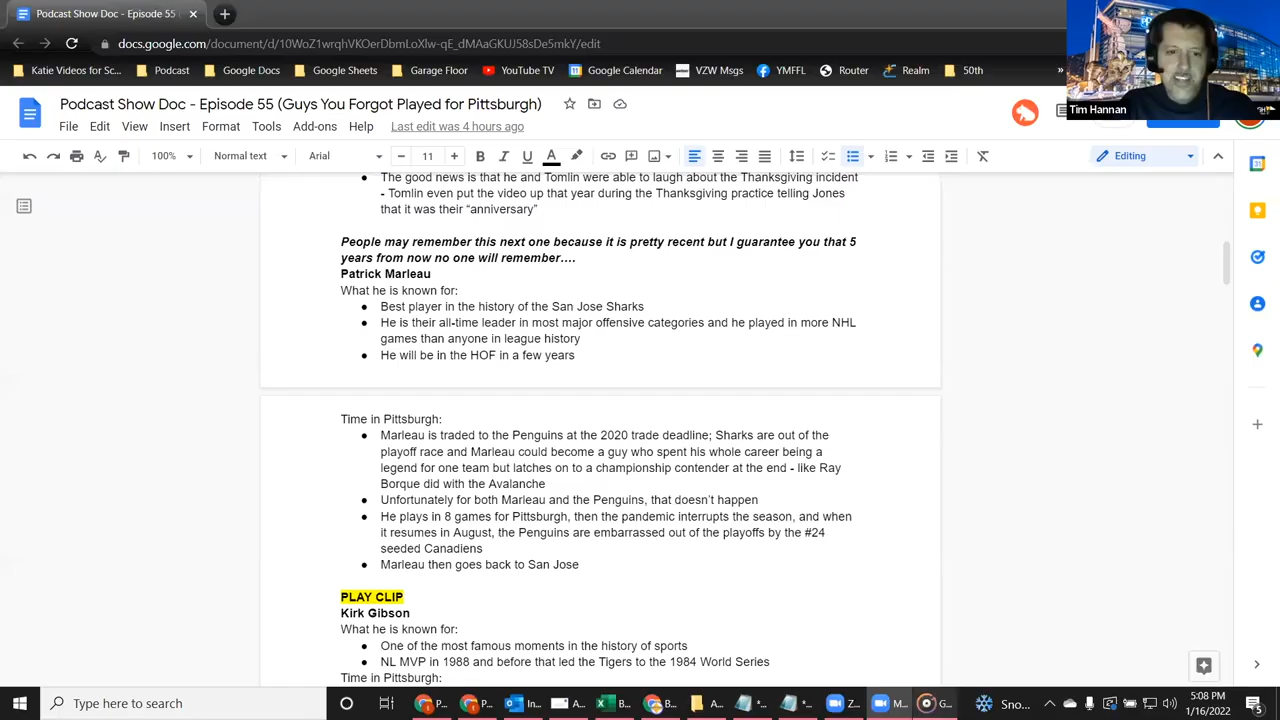 Podcast Show Doc - Episode 55 (
docs.google.com/document/d/10WoZ1wrqhVKOerDbmLoXlw-qE_dMAaGKUJ58sDe5mkY/edit
Katie Videos for Sc... Podcast Google Docs Google Sheets Garage Floor YouTube TV Google Calendar VZW Msgs YMFFL Router Realm 50th »
Tim Hannan
Podcast Show Doc - Episode 55 (Guys You Forgot Played for Pittsburgh)
File Edit View Insert Format Tools Add-ons Help Last edit was 4 hours ago
100% Normal text Arial - 11 + B I U A Editing
● The good news is that he and Tomlin were able to laugh about the Thanksgiving incident
- Tomlin even put the video up that year during the Thanksgiving practice telling Jones
that it was their “anniversary”
People may remember this next one because it is pretty recent but I guarantee you that 5
years from now no one will remember….
Patrick Marleau
What he is known for:
● Best player in the history of the San Jose Sharks
● He is their all-time leader in most major offensive categories and he played in more NHL
games than anyone in league history
● He will be in the HOF in a few years
Time in Pittsburgh:
● Marleau is traded to the Penguins at the 2020 trade deadline; Sharks are out of the
playoff race and Marleau could become a guy who spent his whole career being a
legend for one team but latches on to a championship contender at the end - like Ray
Borque did with the Avalanche
● Unfortunately for both Marleau and the Penguins, that doesn’t happen
● He plays in 8 games for Pittsburgh, then the pandemic interrupts the season, and when
it resumes in August, the Penguins are embarrassed out of the playoffs by the #24
seeded Canadiens
● Marleau then goes back to San Jose
PLAY CLIP
Kirk Gibson
What he is known for:
● One of the most famous moments in the history of sports
● NL MVP in 1988 and before that led the Tigers to the 1984 World Series
Time in Pittsburgh:
Type here to search P... P... In... A... B... B... A... *... *... Z... M... G... Sno... 5:08 PM
1/16/2022
5